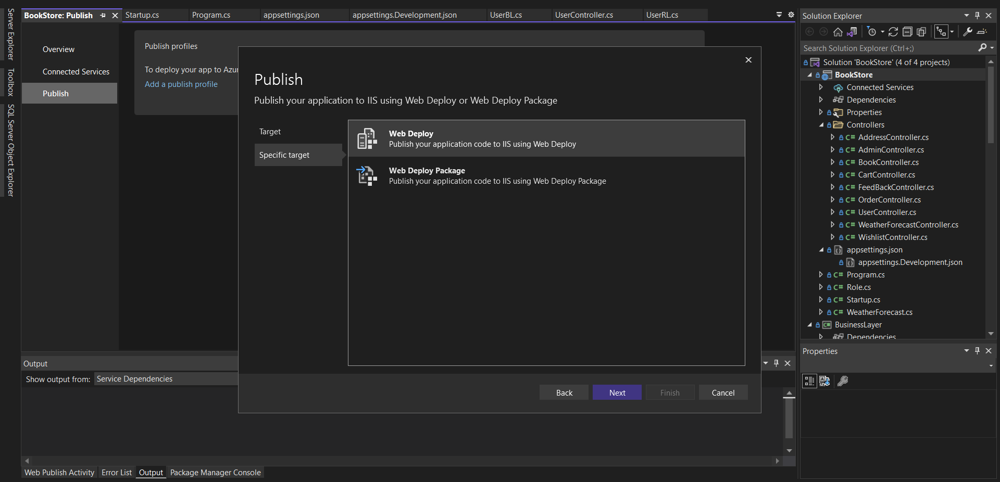 Server Explorer
Toolbox
SQL Server Object Explorer
BookStore: Publish
Startup.cs
Program.cs
appsettings.json
appsettings.Development.json
UserBL.cs
UserController.cs
UserRL.cs
Overview
Connected Services
Publish
Publish profiles
To deploy your app to Azur
Add a publish profile
Publish
Publish your application to IIS using Web Deploy or Web Deploy Package
Target
Specific target
Web Deploy
Publish your application code to IIS using Web Deploy
Web Deploy Package
Publish your application code to IIS using Web Deploy Package
Back
Next
Finish
Cancel
Output
Show output from:
Service Dependencies
Web Publish Activity
Error List
Output
Package Manager Console
Solution Explorer
Search Solution Explorer (Ctrl+;)
Solution 'BookStore' (4 of 4 projects)
BookStore
Connected Services
Dependencies
Properties
Controllers
C# AddressController.cs
C# AdminController.cs
C# BookController.cs
C# CartController.cs
C# FeedBackController.cs
C# OrderController.cs
C# UserController.cs
C# WeatherForecastController.cs
C# WishlistController.cs
appsettings.json
appsettings.Development.json
C# Program.cs
C# Role.cs
C# Startup.cs
C# WeatherForecast.cs
C# BusinessLayer
Dependencies
Properties